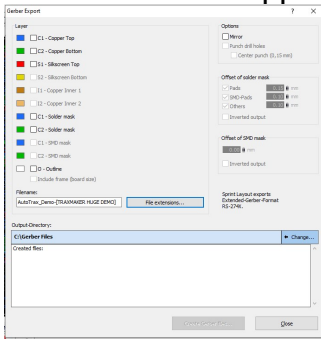 Gerber Export
?
Layer
C1 - Copper Top
C2 - Copper Bottom
S1 - Silkscreen Top
S2 - Silkscreen Bottom
I1 - Copper Inner 1
I2 - Copper Inner 2
C1 - Solder mask
C2 - Solder mask
C1 - SMD mask
C2 - SMD mask
O - Outline
Include frame (Board size)
Filename:
AutoTrax_Demo-[TRAXMAKER HUGE DEMO]
File extensions...
Options
Mirror
Punch drill holes
Center punch (0,15 mm)
Offset of solder mask
Pads mm
SMD-Pads mm
Others mm
Inverted output
Offset of SMD mask
mm
Inverted output
Sprint Layout exports
Extended-Gerber-Format
RS-274X.
Output-Directory:
C:\Gerber Files
Change...
Created files:
Create Gerber files...
Close